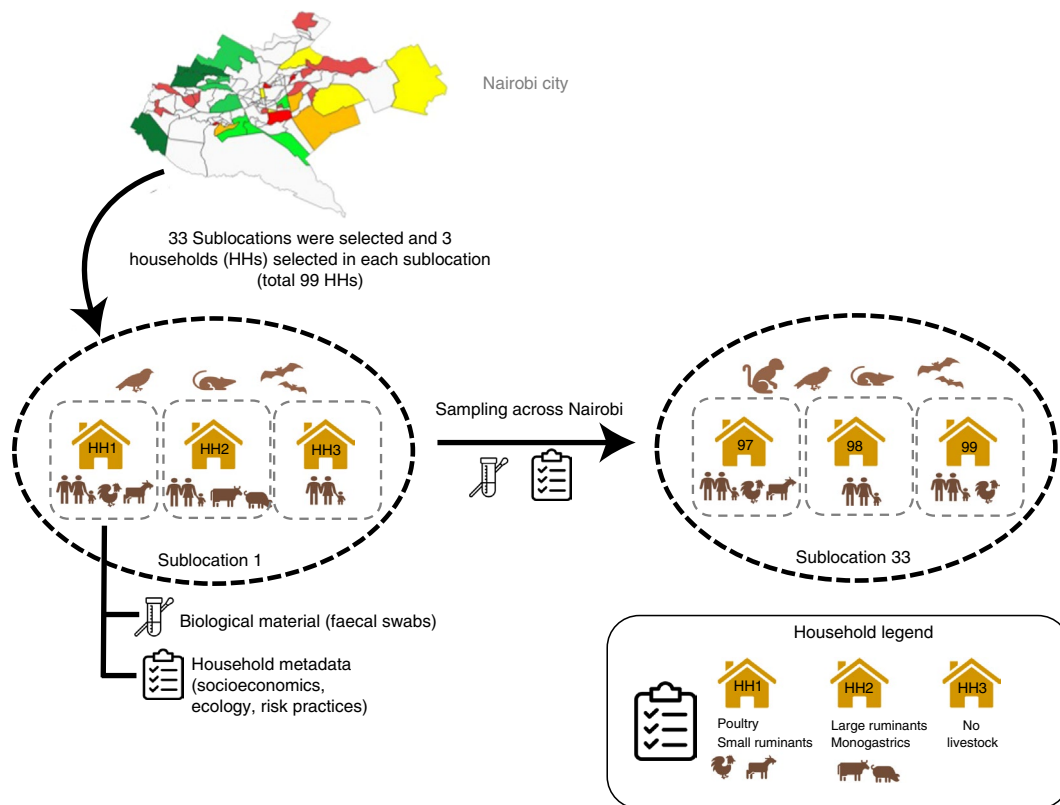 Nairobi city
33 Sublocations were selected and 3
households (HHs) selected in each sublocation
(total 99 HHs)
HH1
HH2
HH3
Sublocation 1
Sampling across Nairobi
97
98
99
Sublocation 33
Biological material (faecal swabs)
Household metadata
(socioeconomics,
ecology, risk practices)
Household legend
HH1
HH2
HH3
Poultry
Small ruminants
Large ruminants
Monogastrics
No
livestock